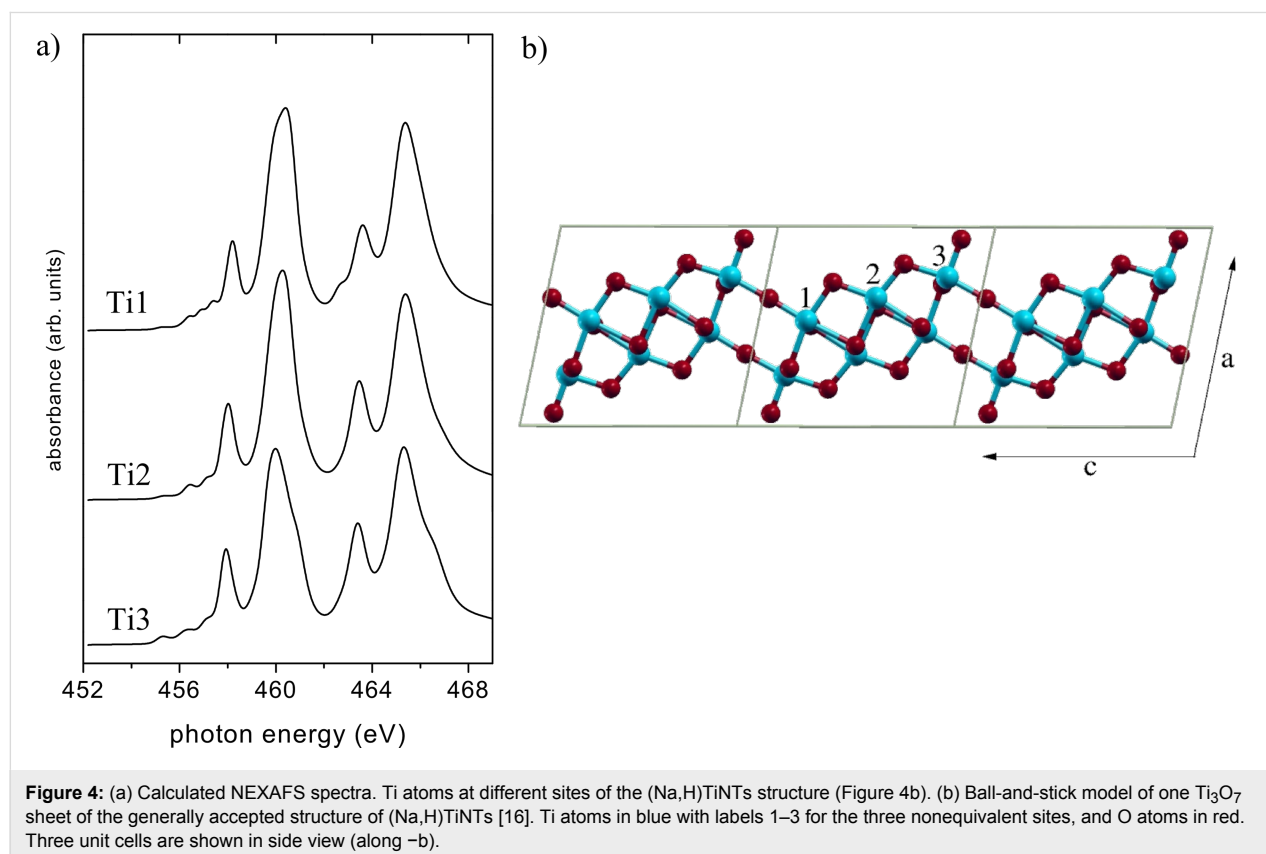 a)
absorbance (arb. units)
Ti1
Ti2
Ti3
452 456 460 464 468
photon energy (eV)
b)
1 2 3
a
c
Figure 4: (a) Calculated NEXAFS spectra. Ti atoms at different sites of the (Na,H)TiNTs structure (Figure 4b). (b) Ball-and-stick model of one Ti₃O₇
sheet of the generally accepted structure of (Na,H)TiNTs [16]. Ti atoms in blue with labels 1–3 for the three nonequivalent sites, and O atoms in red.
Three unit cells are shown in side view (along −b).